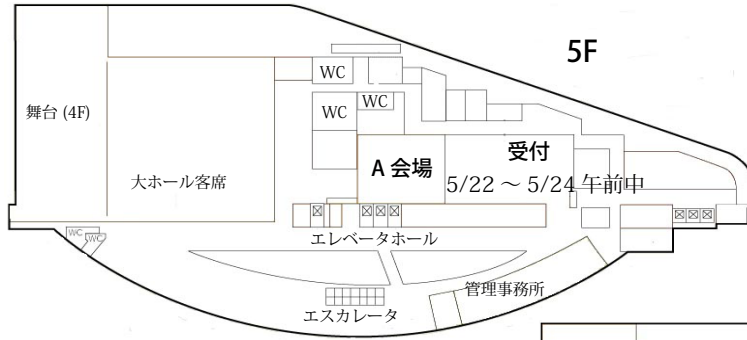 5F
WC
WC
WC
舞台 (4F)
大ホール客席
A 会場
受付
5/22 ～ 5/24 午前中
WC
WC
エレベータホール
管理事務所
エスカレータ